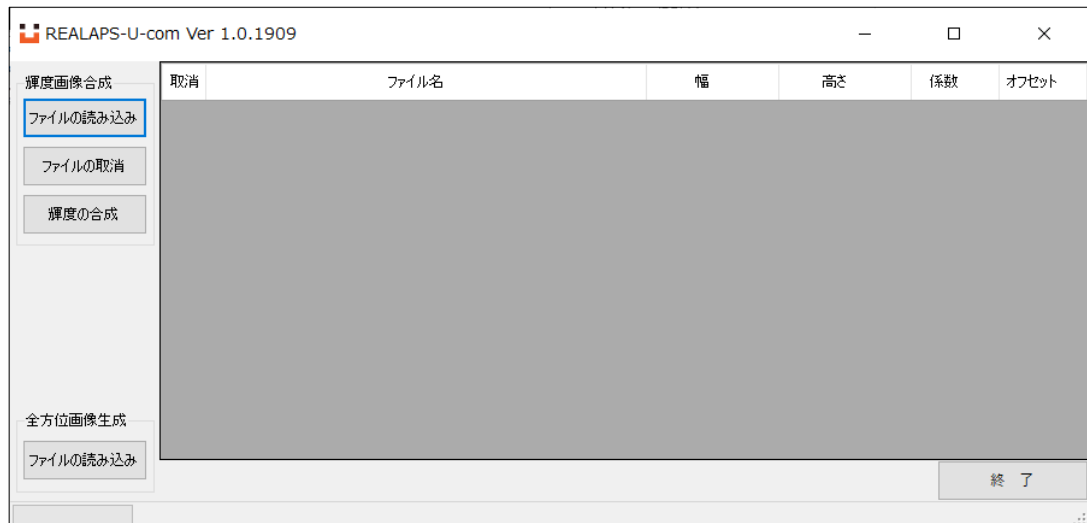 REALAPS-U-com Ver 1.0.1909
輝度画像合成
ファイルの読み込み
ファイルの取消
輝度の合成
取消 ファイル名 幅 高さ 係数 オフセット
全方位画像生成
ファイルの読み込み
終 了